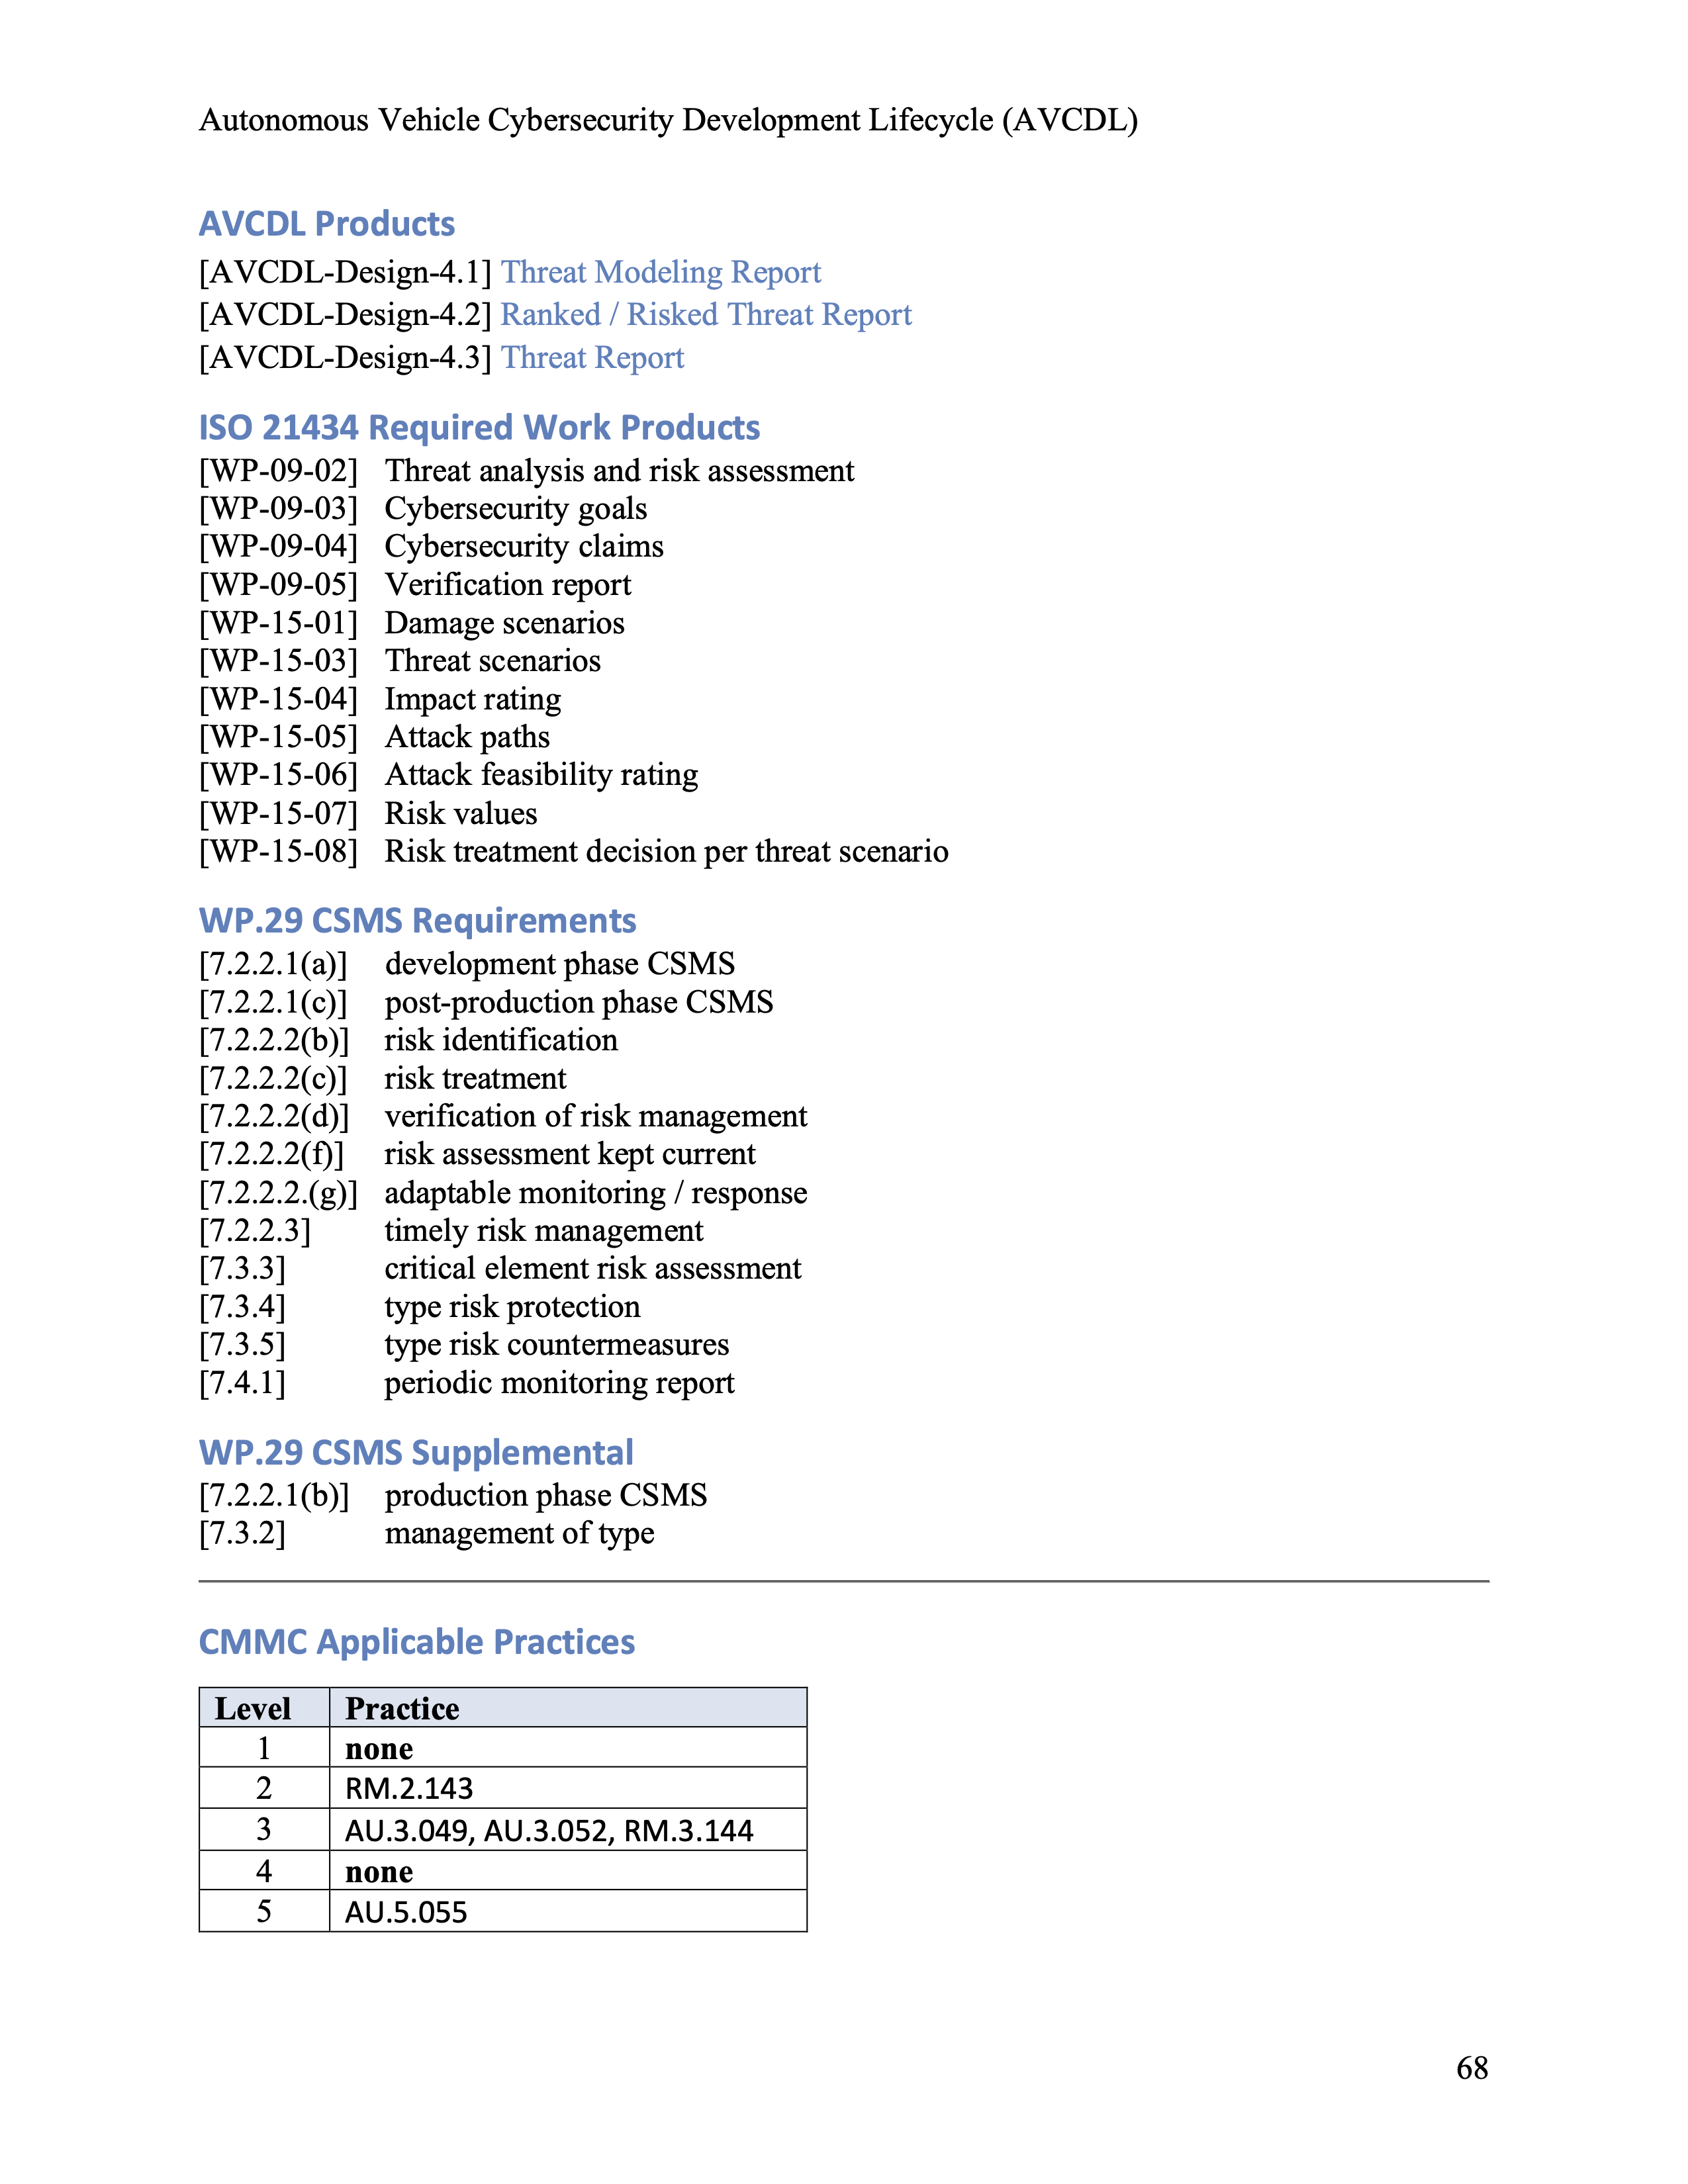 Autonomous Vehicle Cybersecurity Development Lifecycle (AVCDL)
AVCDL Products
[AVCDL-Design-4.1] Threat Modeling Report
[AVCDL-Design-4.2] Ranked / Risked Threat Report
[AVCDL-Design-4.3] Threat Report
ISO 21434 Required Work Products
[WP-09-02] Threat analysis and risk assessment
[WP-09-03] Cybersecurity goals
[WP-09-04] Cybersecurity claims
[WP-09-05] Verification report
[WP-15-01] Damage scenarios
[WP-15-03] Threat scenarios
[WP-15-04] Impact rating
[WP-15-05] Attack paths
[WP-15-06] Attack feasibility rating
[WP-15-07] Risk values
[WP-15-08] Risk treatment decision per threat scenario
WP.29 CSMS Requirements
[7.2.2.1(a)] development phase CSMS
[7.2.2.1(c)] post-production phase CSMS
[7.2.2.2(b)] risk identification
[7.2.2.2(c)] risk treatment
[7.2.2.2(d)] verification of risk management
[7.2.2.2(f)] risk assessment kept current
[7.2.2.2.(g)] adaptable monitoring / response
[7.2.2.3] timely risk management
[7.3.3] critical element risk assessment
[7.3.4] type risk protection
[7.3.5] type risk countermeasures
[7.4.1] periodic monitoring report
WP.29 CSMS Supplemental
[7.2.2.1(b)] production phase CSMS
[7.3.2] management of type
CMMC Applicable Practices
Level Practice
1 none
2 RM.2.143
3 AU.3.049, AU.3.052, RM.3.144
4 none
5 AU.5.055
68